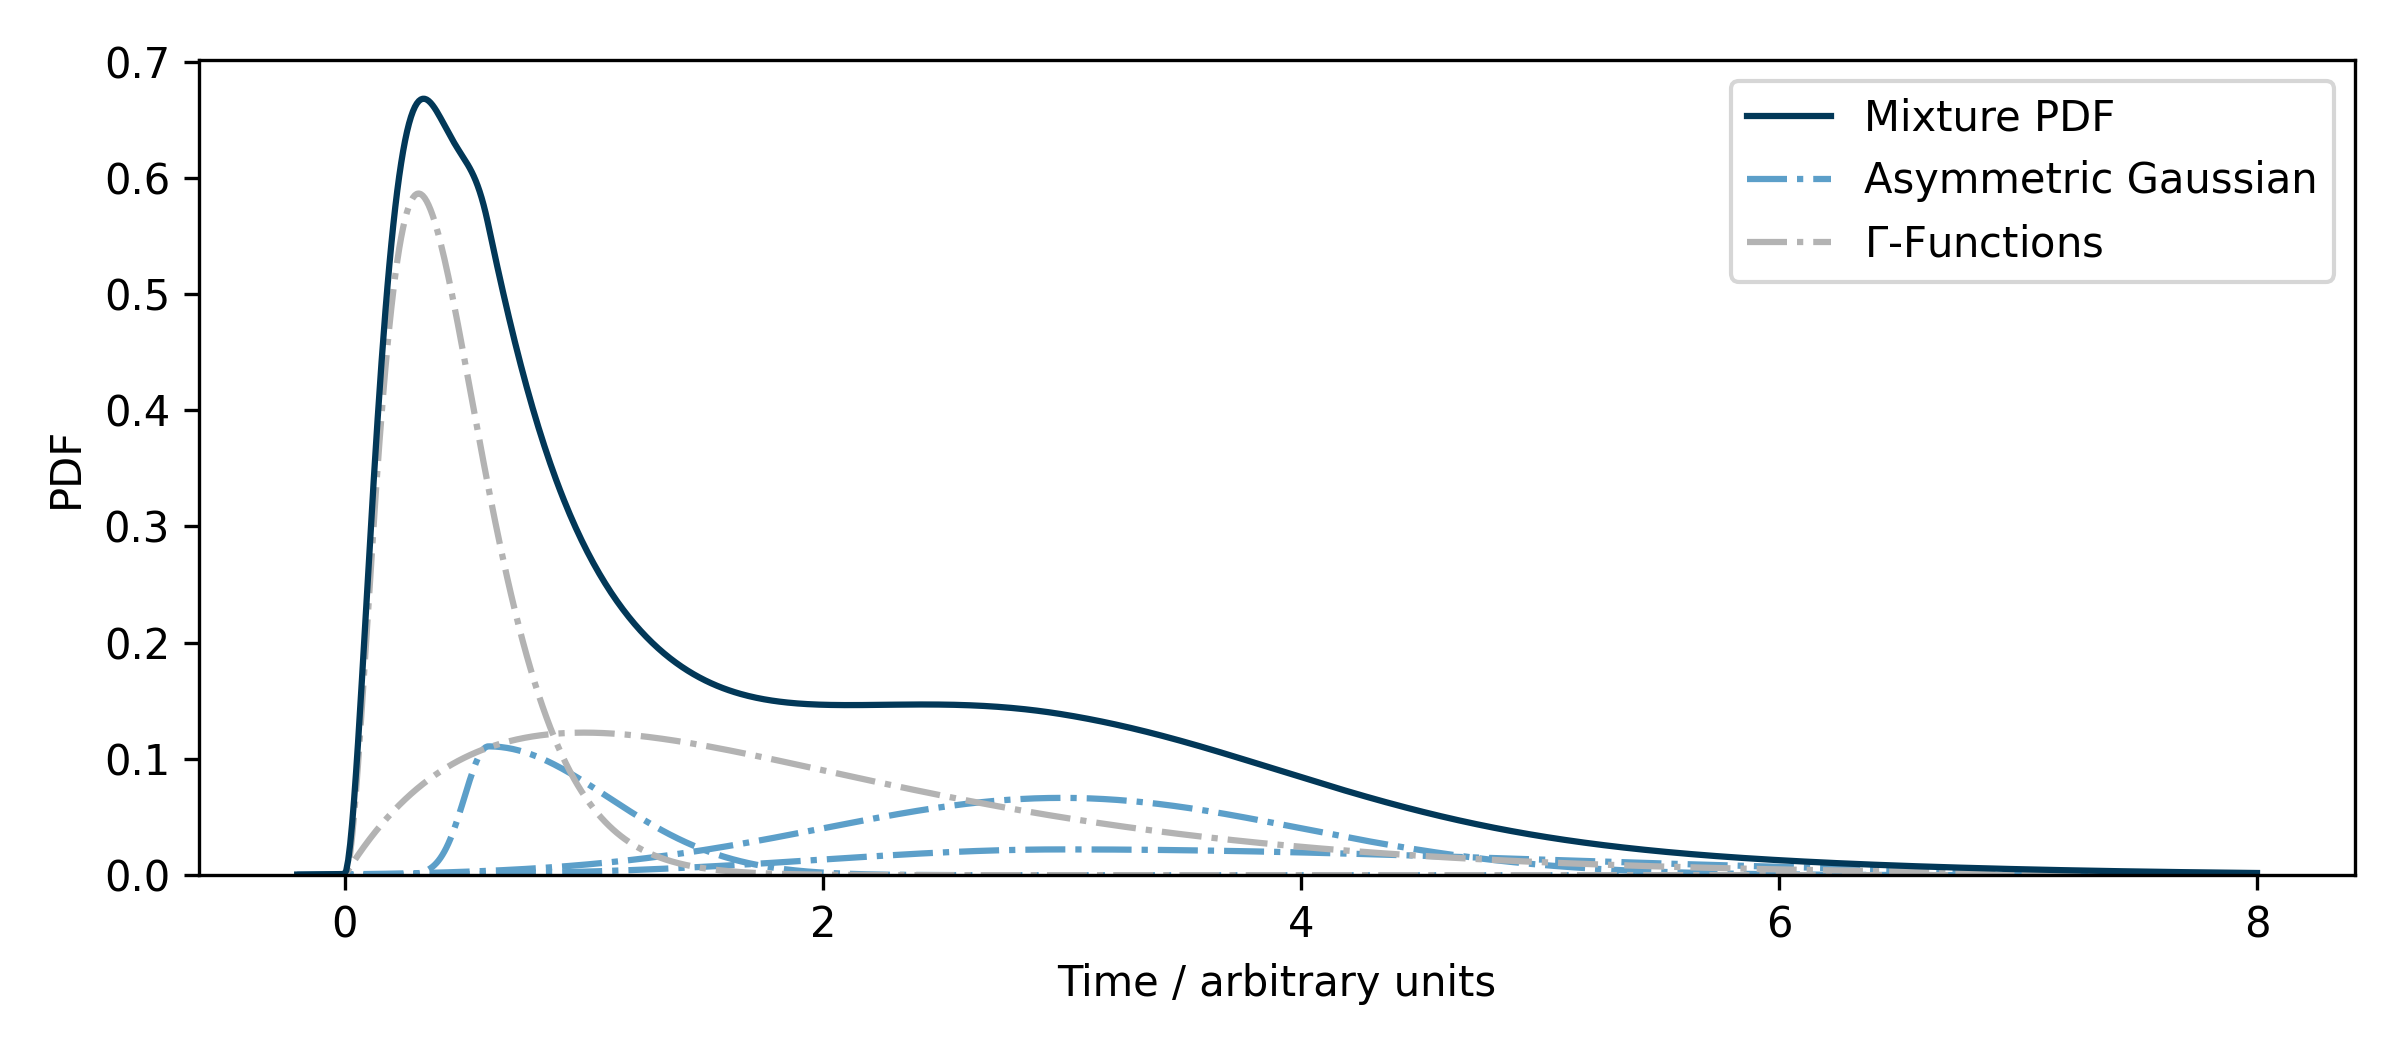 0.7
0.6
0.5
0.4
0.3
0.2
0.1
0.0
PDF
Mixture PDF
Asymmetric Gaussian
Γ-Functions
0 2 4 6 8
Time / arbitrary units